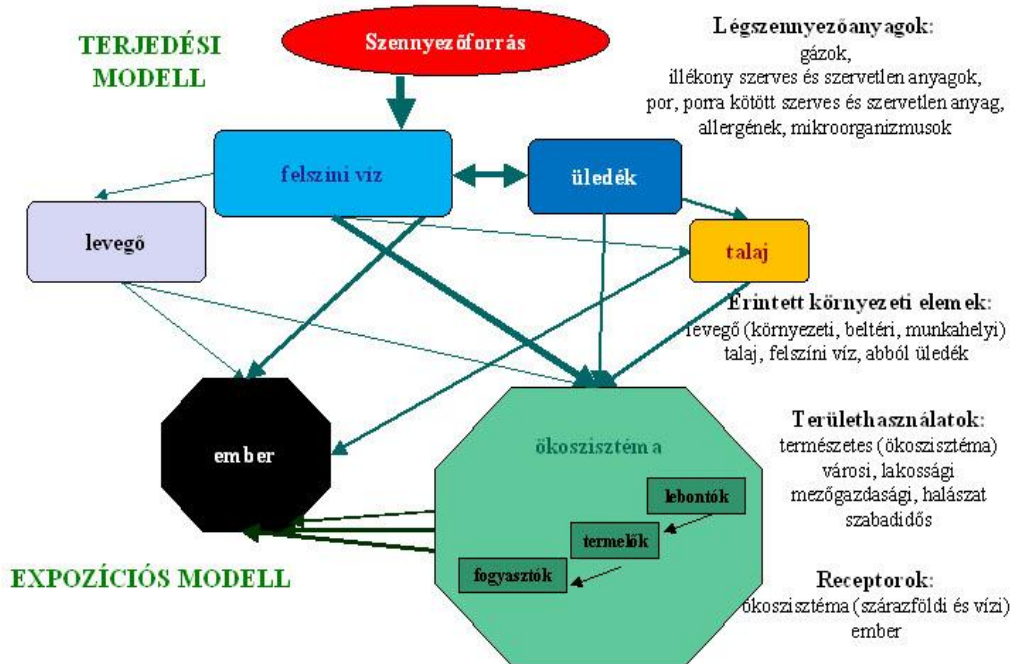 TERJEDÉSI
MODELL
Szennyezőforrás
Légszennyezőanyagok:
gázok,
illékony szerves és szervetlen anyagok,
por, porra kötött szerves és szervetlen anyag,
allergének, mikroorganizmusok
felszíni víz
üledék
levegő
talaj
Érintett környezeti elemek:
levegő (környezeti, beltéri, munkahelyi)
talaj, felszíni víz, abból üledék
ember
ökoszisztéma
lebontók
termelők
fogyasztók
Területhasználatok:
természetes (ökoszisztéma)
városi, lakossági
mezőgazdasági, halászat
szabadidős
EXPOZÍCIÓS MODELL
Receptorok:
ökoszisztéma (szárazföldi és vízi)
ember